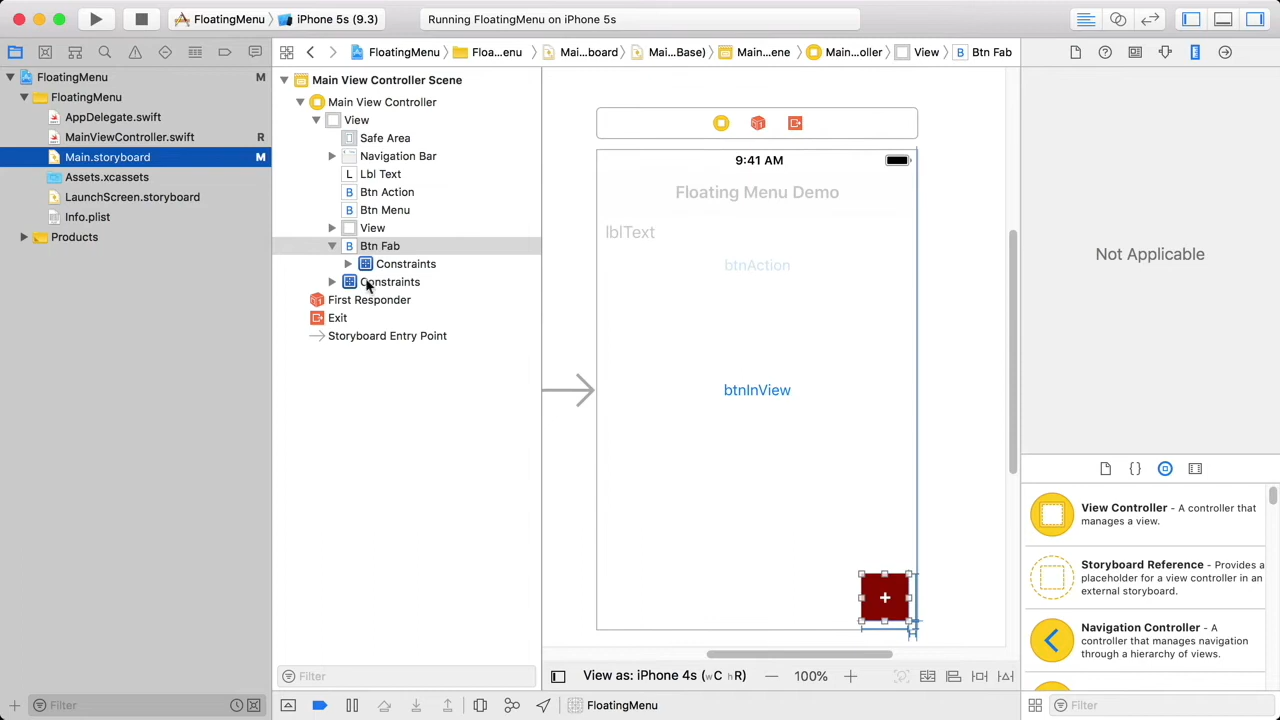 FloatingMenu
iPhone 5s (9.3)
Running FloatingMenu on iPhone 5s
FloatingMenu
Floa...enu
Mai...board
Mai...Base)
Main...ene
Main...oller
View
Btn Fab
FloatingMenu M
FloatingMenu
AppDelegate.swift
MainViewController.swift R
Main.storyboard M
Assets.xcassets
LaunchScreen.storyboard
Info.plist
Products
Filter
Main View Controller Scene
Main View Controller
View
Safe Area
Navigation Bar
L Lbl Text
B Btn Action
B Btn Menu
View
B Btn Fab
Constraints
Constraints
First Responder
Exit
Storyboard Entry Point
Filter
9:41 AM
Floating Menu Demo
lblText
btnAction
btnInView
+
View as: iPhone 4s (wC hR)
100%
FloatingMenu
Not Applicable
{}
View Controller - A controller that
manages a view.
Storyboard Reference - Provides a
placeholder for a view controller in an
external storyboard.
Navigation Controller - A
controller that manages navigation
through a hierarchy of views.
Filter